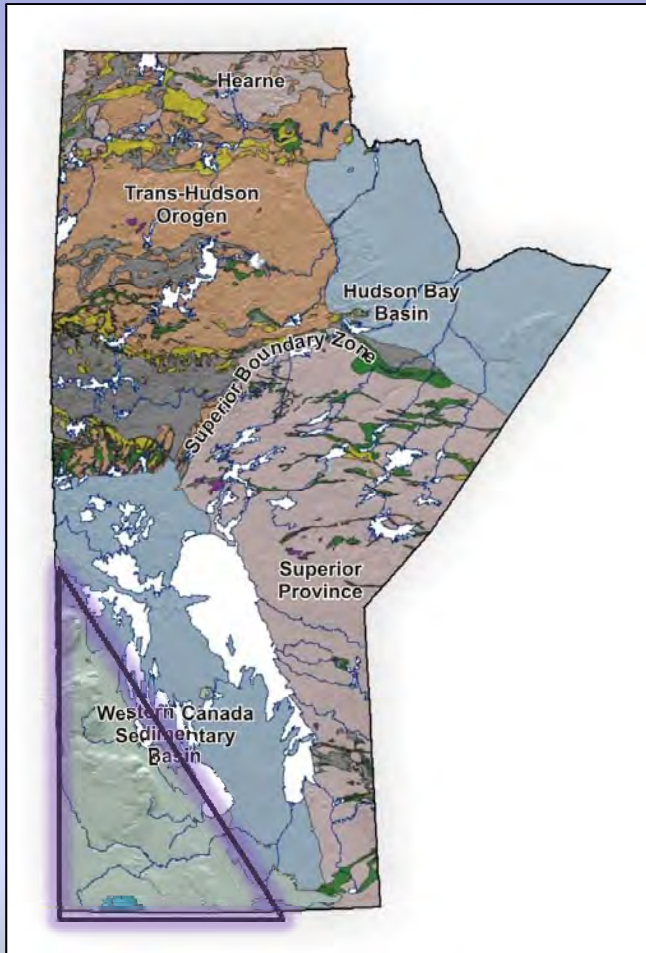 Hearne
Trans-Hudson
Orogen
Hudson Bay
Basin
Superior Boundary Zone
Superior
Province
Western Canada
Sedimentary
Basin